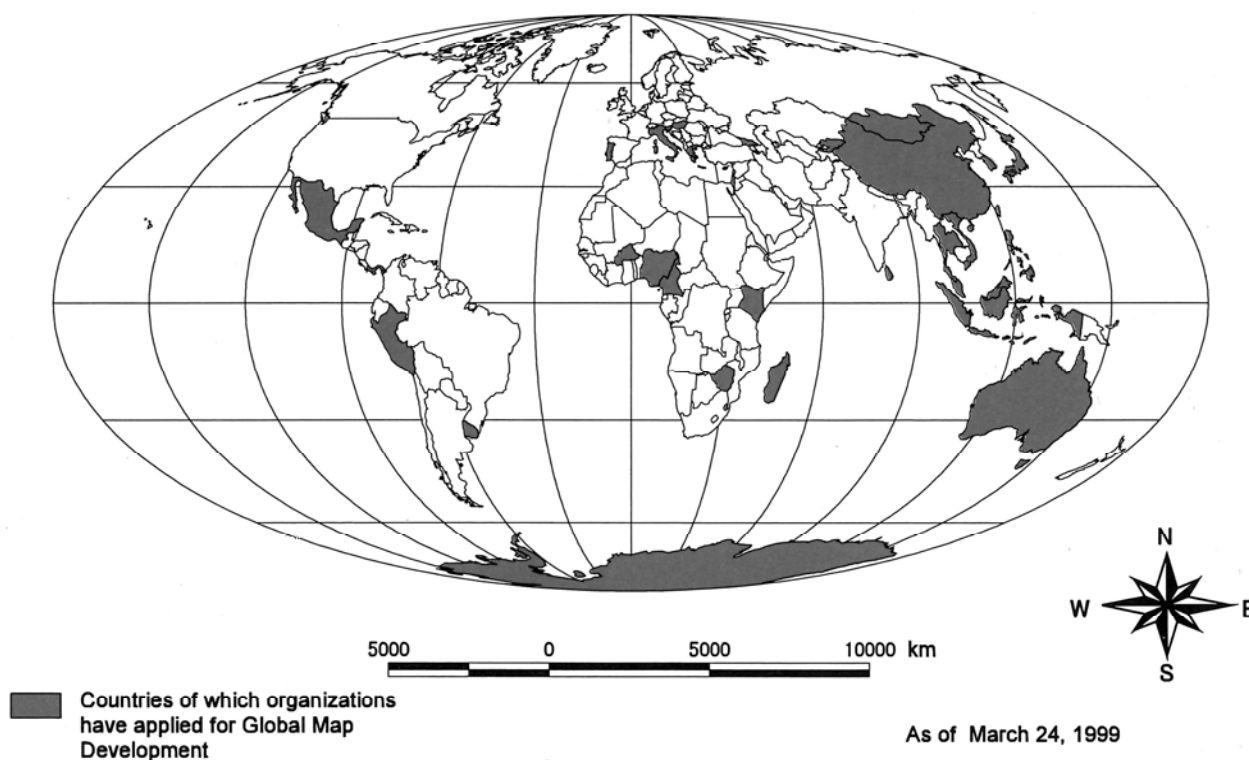 N
W
E
S
5000 0 5000 10000 km
Countries of which organizations
have applied for Global Map
Development
As of March 24, 1999